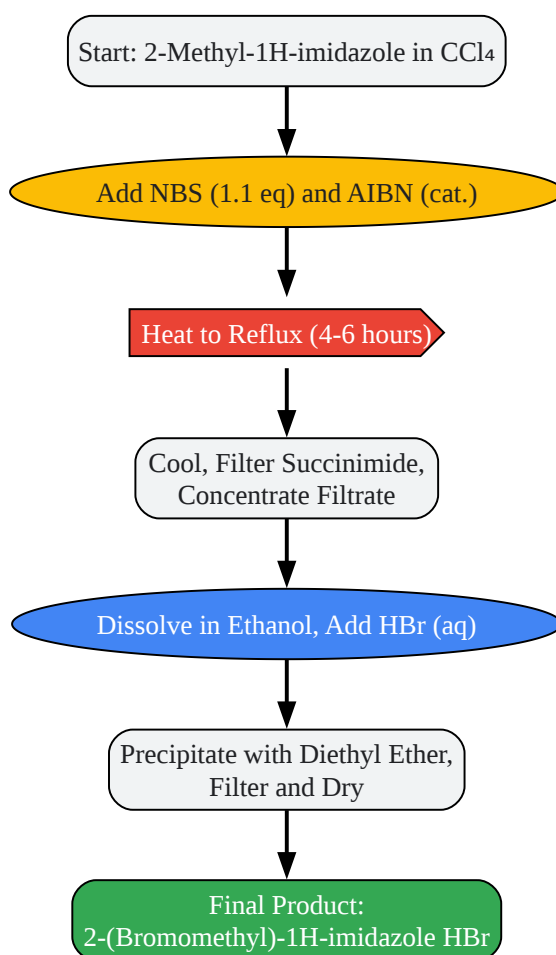 Start: 2-Methyl-1H-imidazole in CCl₄
Add NBS (1.1 eq) and AIBN (cat.)
Heat to Reflux (4-6 hours)
Cool, Filter Succinimide,
Concentrate Filtrate
Dissolve in Ethanol, Add HBr (aq)
Precipitate with Diethyl Ether,
Filter and Dry
Final Product:
2-(Bromomethyl)-1H-imidazole HBr